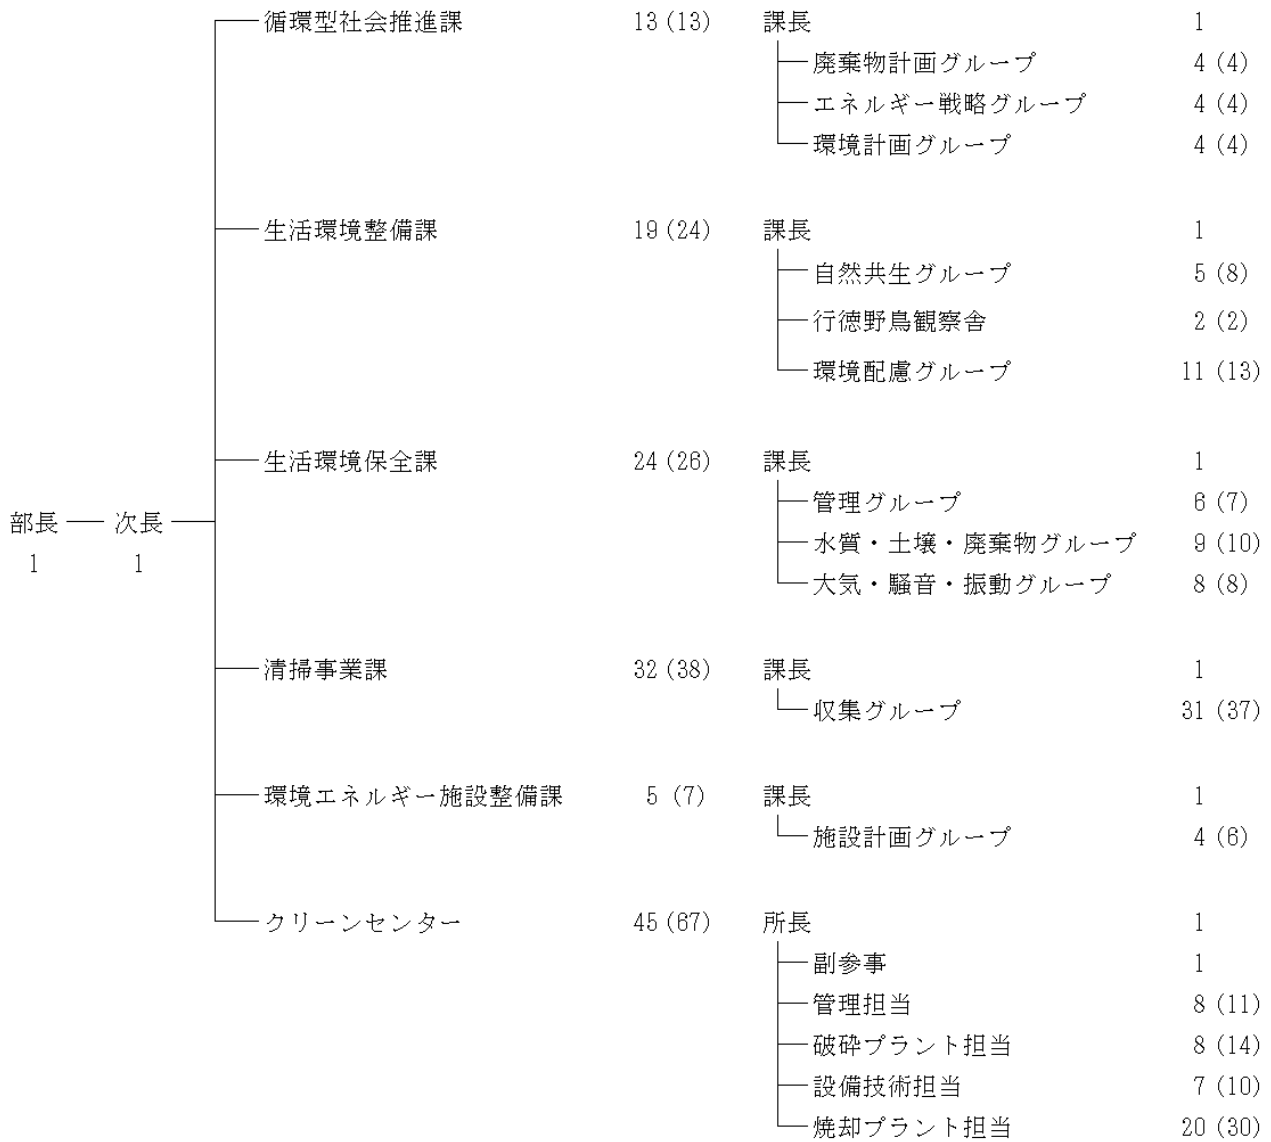 循環型社会推進課 13 (13) 課長 1
廃棄物計画グループ 4 (4)
エネルギー戦略グループ 4 (4)
環境計画グループ 4 (4)
生活環境整備課 19 (24) 課長 1
自然共生グループ 5 (8)
行徳野鳥観察舎 2 (2)
環境配慮グループ 11 (13)
生活環境保全課 24 (26) 課長 1
管理グループ 6 (7)
部長 次長
水質・土壌・廃棄物グループ 9 (10)
1 1
大気・騒音・振動グループ 8 (8)
清掃事業課 32 (38) 課長 1
収集グループ 31 (37)
環境エネルギー施設整備課 5 (7) 課長 1
施設計画グループ 4 (6)
クリーンセンター 45 (67) 所長 1
副参事 1
管理担当 8 (11)
破砕プラント担当 8 (14)
設備技術担当 7 (10)
焼却プラント担当 20 (30)